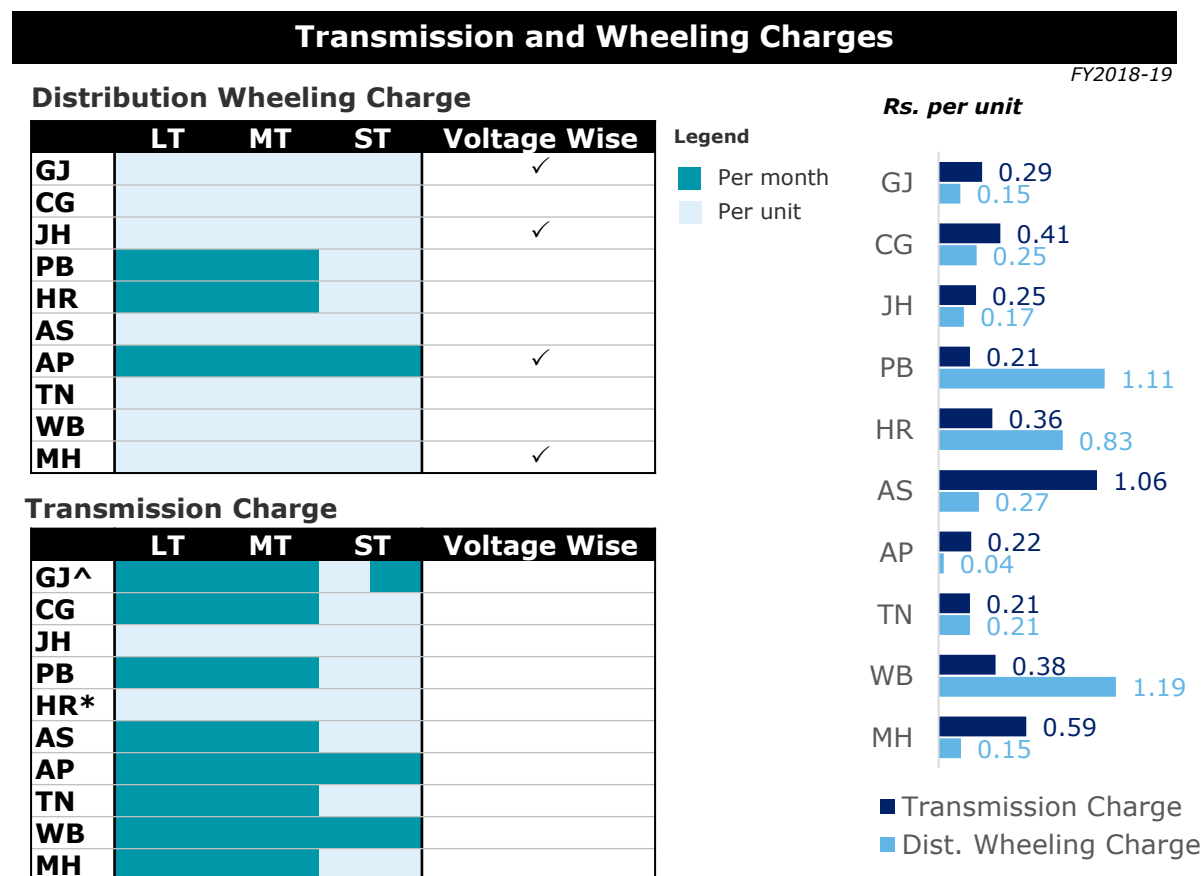 Transmission and Wheeling Charges
FY2018-19
Distribution Wheeling Charge
LT MT ST Voltage Wise
GJ ✓
CG
JH ✓
PB
HR
AS
AP ✓
TN
WB
MH ✓
Legend
Per month
Per unit
Transmission Charge
LT MT ST Voltage Wise
GJ^
CG
JH
PB
HR*
AS
AP
TN
WB
MH
Rs. per unit
GJ 0.29
0.15
CG 0.41
0.25
JH 0.25
0.17
PB 0.21
1.11
HR 0.36
0.83
AS 1.06
0.27
AP 0.22
0.04
TN 0.21
0.21
WB 0.38
1.19
MH 0.59
0.15
Transmission Charge
Dist. Wheeling Charge